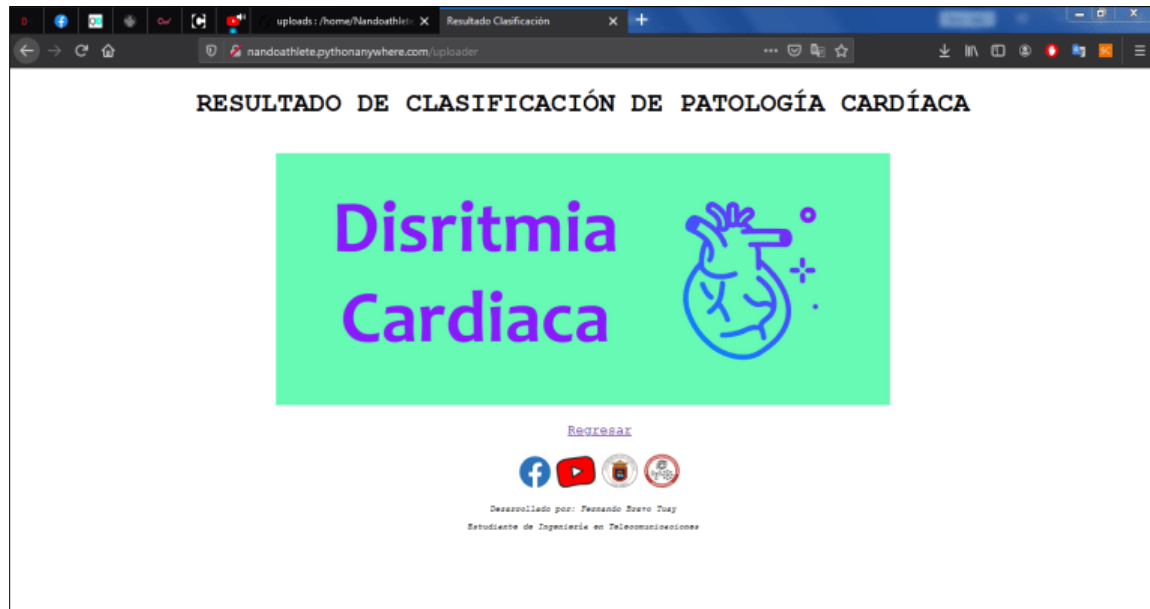 uploads : /home/Nandoathlete
Resultado Clasificación
nandoathlete.pythonanywhere.com/uploader
RESULTADO DE CLASIFICACIÓN DE PATOLOGÍA CARDÍACA
Disritmia
Cardiaca
Regresar
Desarrollado por: Fernando Bravo Tuay
Estudiante de Ingeniería en Telecomunicaciones